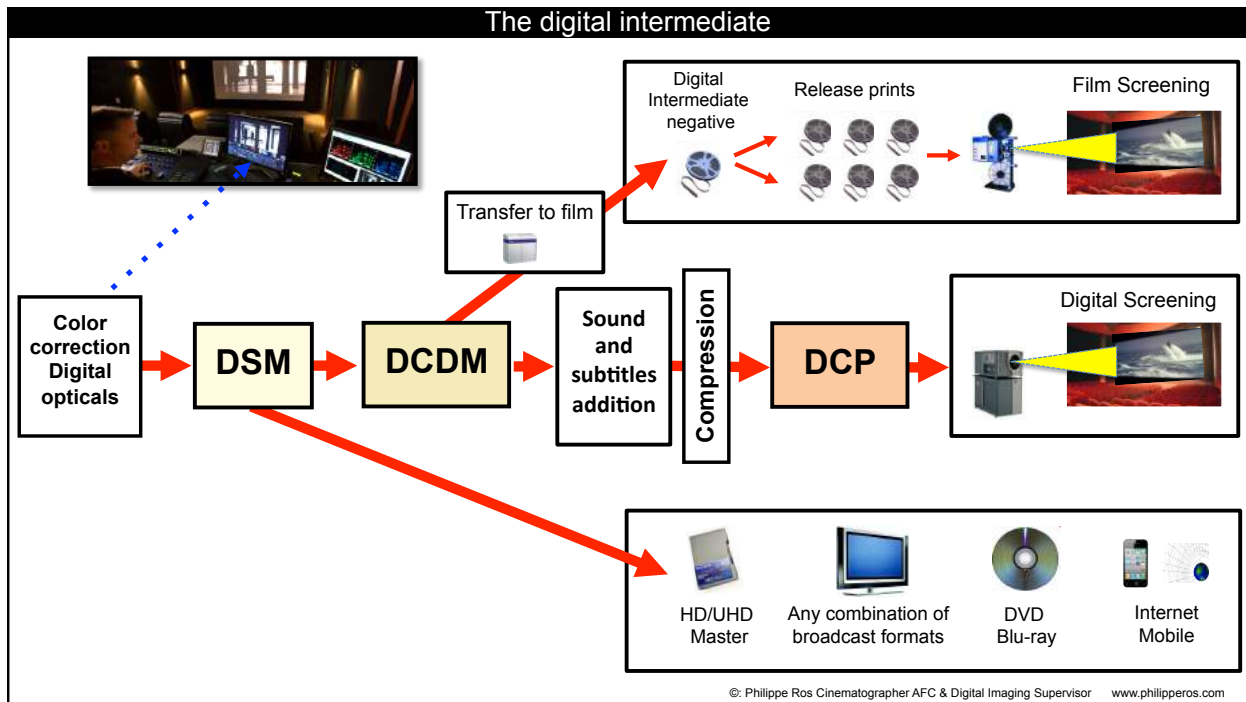 The digital intermediate
Digital
Intermediate
negative
Release prints
Film Screening
Transfer to film
Color
correction
Digital
opticals
DSM
DCDM
Sound
and
subtitles
addition
Compression
DCP
Digital Screening
HD/UHD
Master
Any combination of
broadcast formats
DVD
Blu-ray
Internet
Mobile
©: Philippe Ros Cinematographer AFC & Digital Imaging Supervisor www.philipperos.com